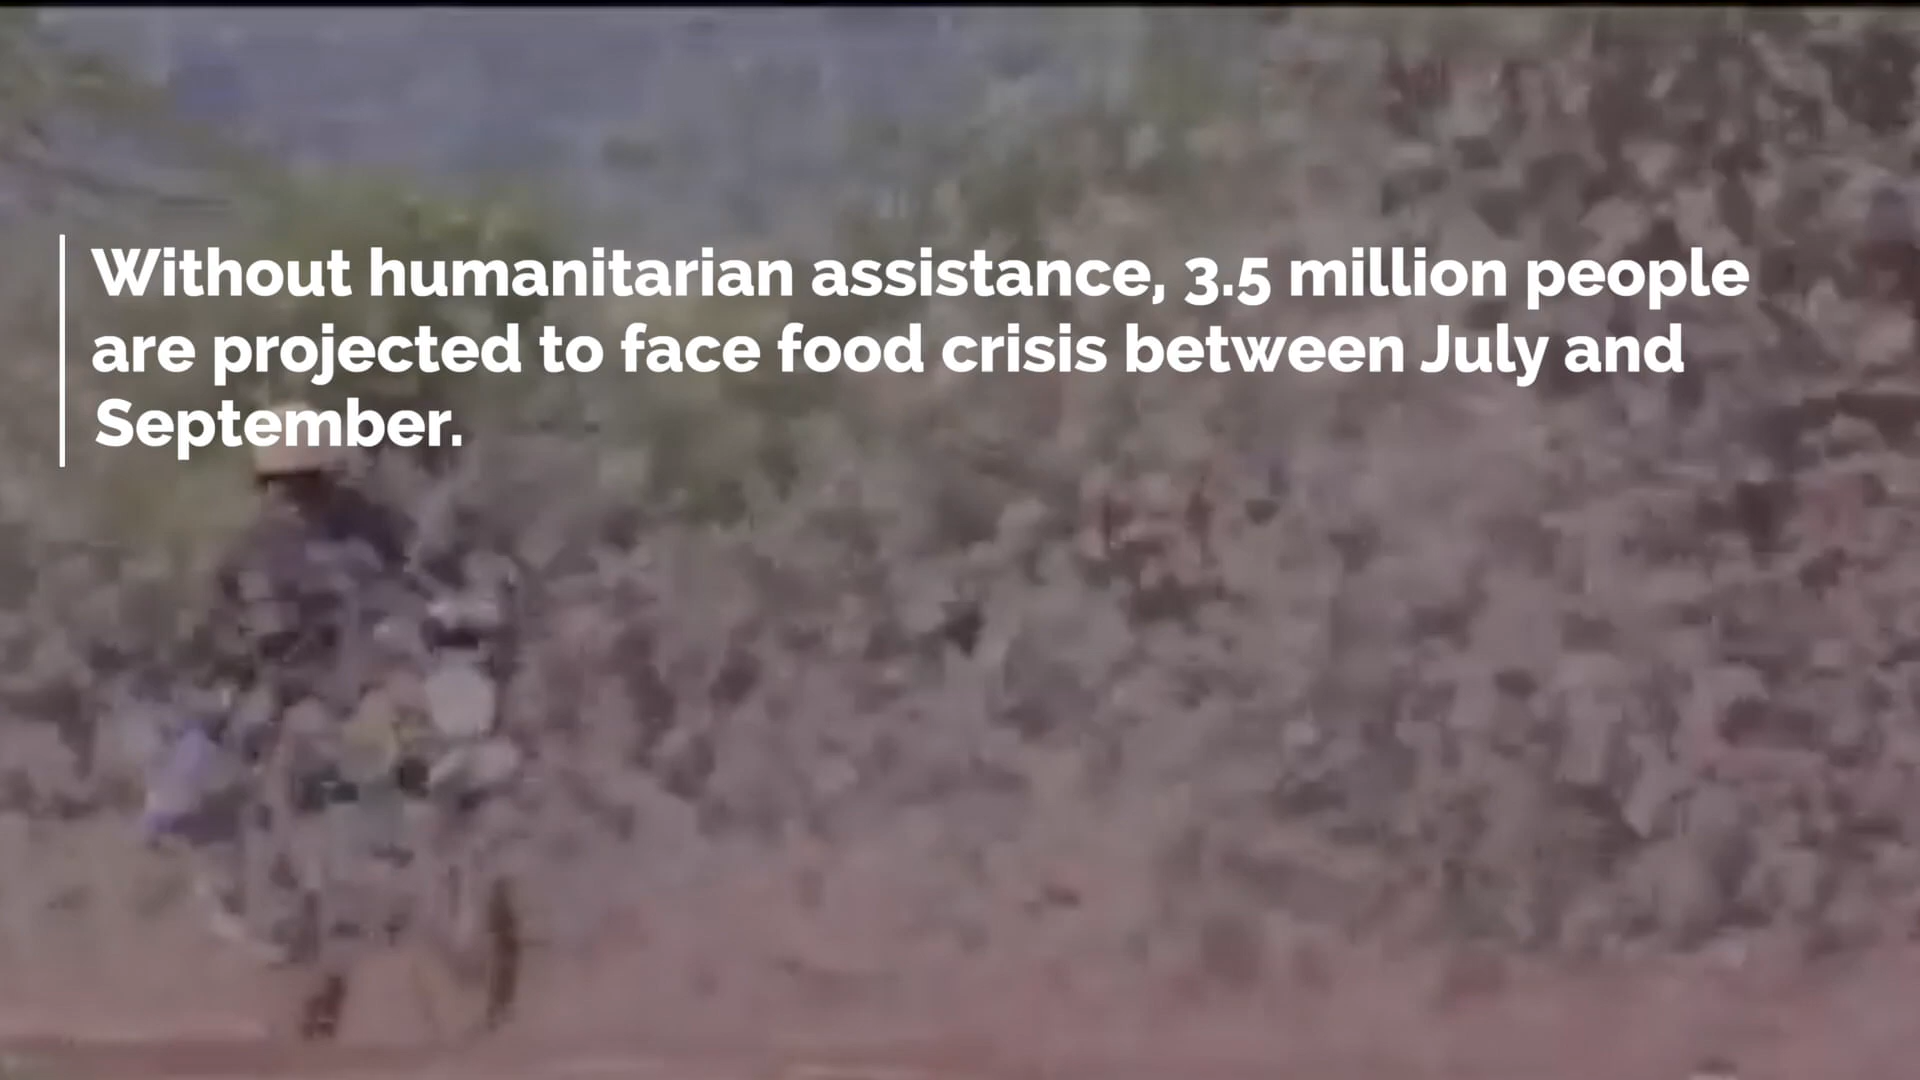 Without humanitarian assistance, 3.5 million people
are projected to face food crisis between July and
September.